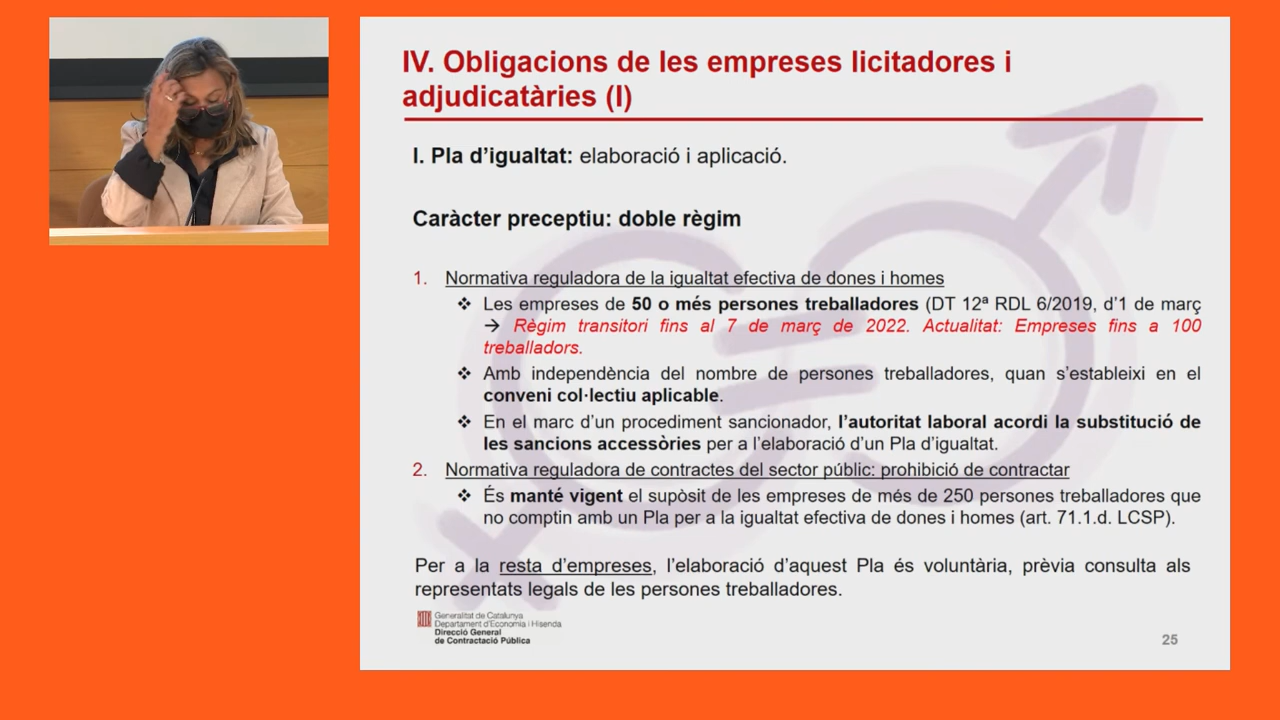 IV. Obligacions de les empreses licitadores i
adjudicatàries (I)
I. Pla d'igualtat: elaboració i aplicació.
Caràcter preceptiu: doble règim
1. Normativa reguladora de la igualtat efectiva de dones i homes
❖ Les empreses de 50 o més persones treballadores (DT 12ª RDL 6/2019, d'1 de març
→ Règim transitori fins al 7 de març de 2022. Actualitat: Empreses fins a 100
treballadors.
❖ Amb independència del nombre de persones treballadores, quan s'estableixi en el
conveni col·lectiu aplicable.
❖ En el marc d'un procediment sancionador, l'autoritat laboral acordi la substitució de
les sancions accessòries per a l'elaboració d'un Pla d'igualtat.
2. Normativa reguladora de contractes del sector públic: prohibició de contractar
❖ És manté vigent el supòsit de les empreses de més de 250 persones treballadores que
no comptin amb un Pla per a la igualtat efectiva de dones i homes (art. 71.1.d. LCSP).
Per a la resta d'empreses, l'elaboració d'aquest Pla és voluntària, prèvia consulta als
representats legals de les persones treballadores.
Generalitat de Catalunya
Departament d'Economia i Hisenda
Direcció General
de Contractació Pública
25